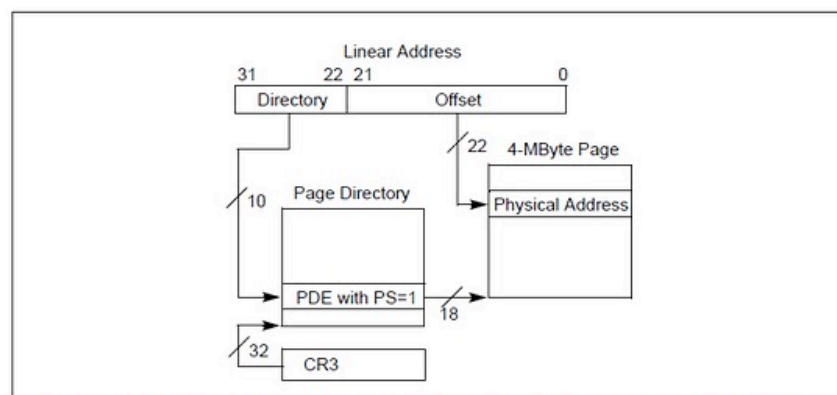 Linear Address
31 22 21 0
Directory Offset
22 4-MByte Page
10 Page Directory Physical Address
PDE with PS=1 18
32 CR3